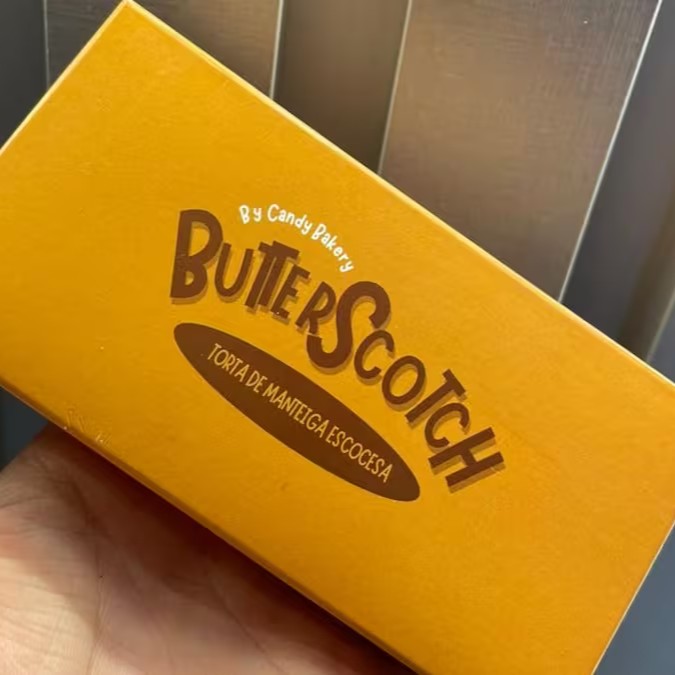 By Candy Bakery
BUTTERSCOTCH
TORTA DE MANTEIGA ESCOCESA